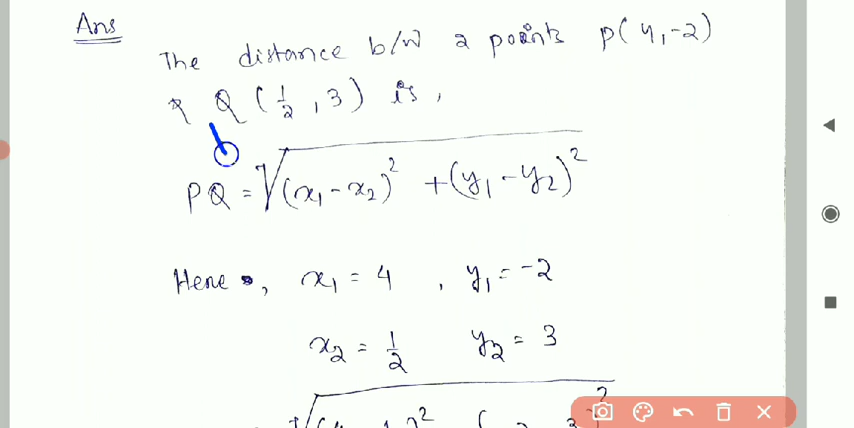 Ans
The distance b/w 2 points P(4,-2)
& Q (1/2, 3) is,
PQ = √(x₁ - x₂)² + (y₁ - y₂)²
Here, x₁ = 4, y₁ = -2
x₂ = 1/2 y₂ = 3